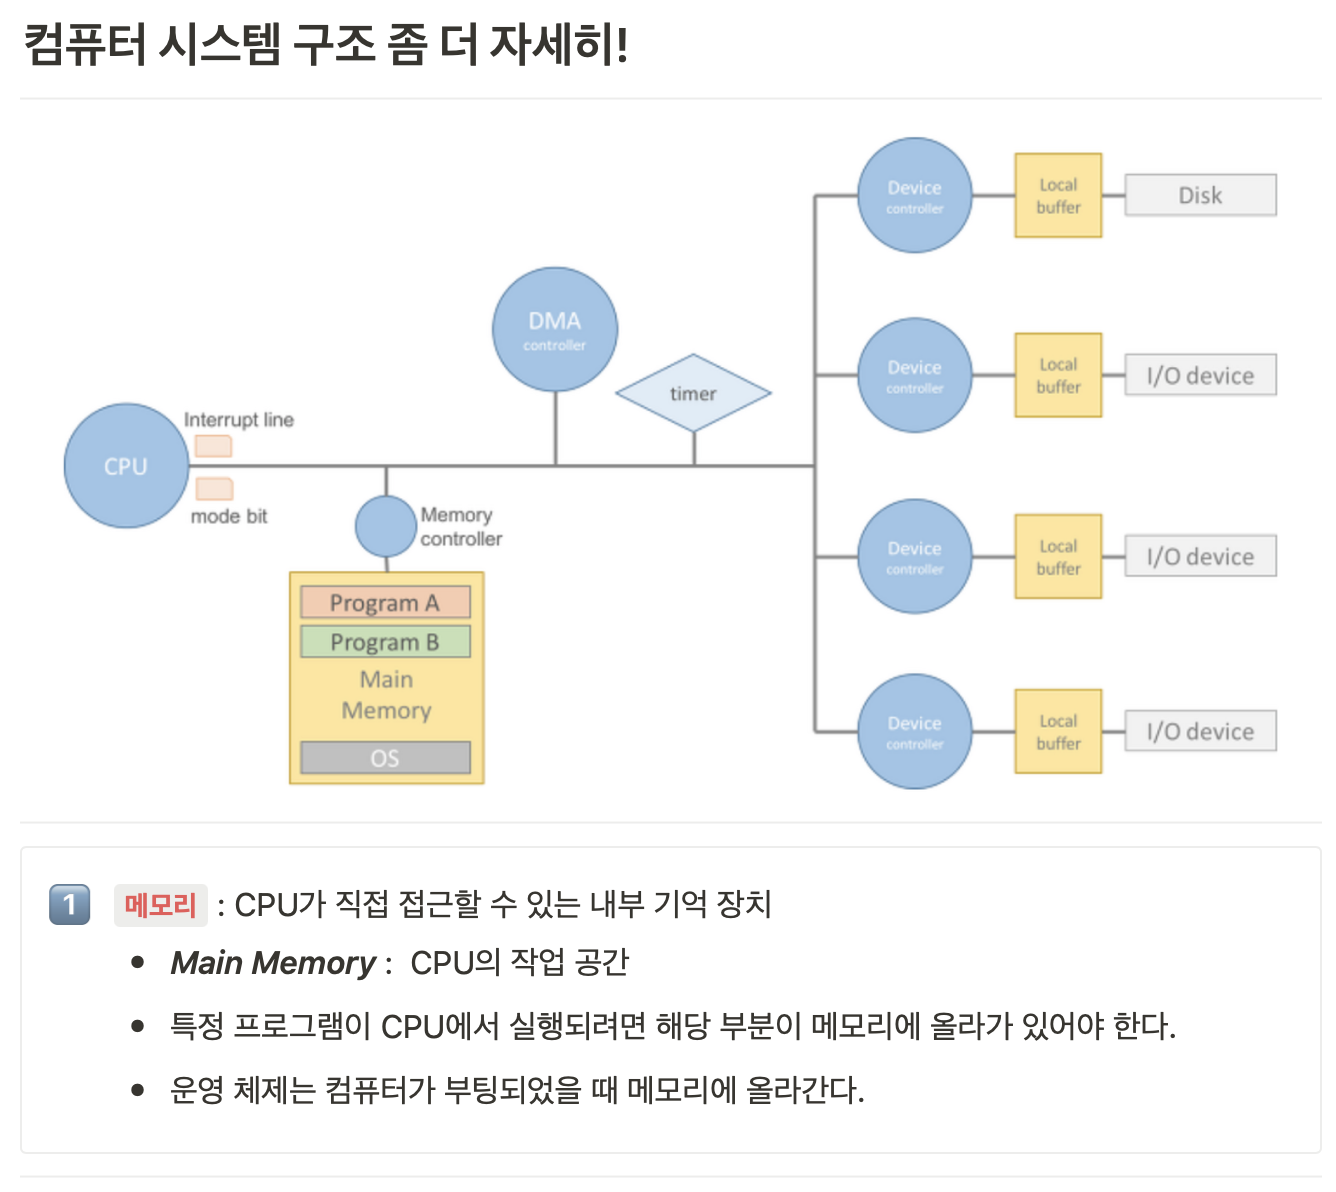 컴퓨터 시스템 구조 좀 더 자세히!
Device
controller
Local
buffer
Disk
DMA
controller
timer
Device
controller
Local
buffer
I/O device
Interrupt line
CPU
mode bit
Memory
controller
Device
controller
Local
buffer
I/O device
Program A
Program B
Main
Memory
OS
Device
controller
Local
buffer
I/O device
1 메모리 : CPU가 직접 접근할 수 있는 내부 기억 장치
• Main Memory : CPU의 작업 공간
• 특정 프로그램이 CPU에서 실행되려면 해당 부분이 메모리에 올라가 있어야 한다.
• 운영 체제는 컴퓨터가 부팅되었을 때 메모리에 올라간다.